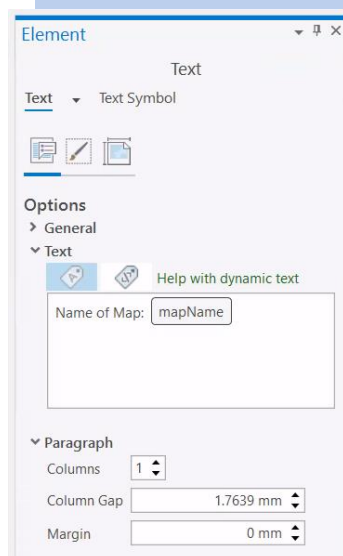 Element
Text
Text Text Symbol
Options
General
Text
Help with dynamic text
Name of Map: mapName
Paragraph
Columns 1
Column Gap 1.7639 mm
Margin 0 mm